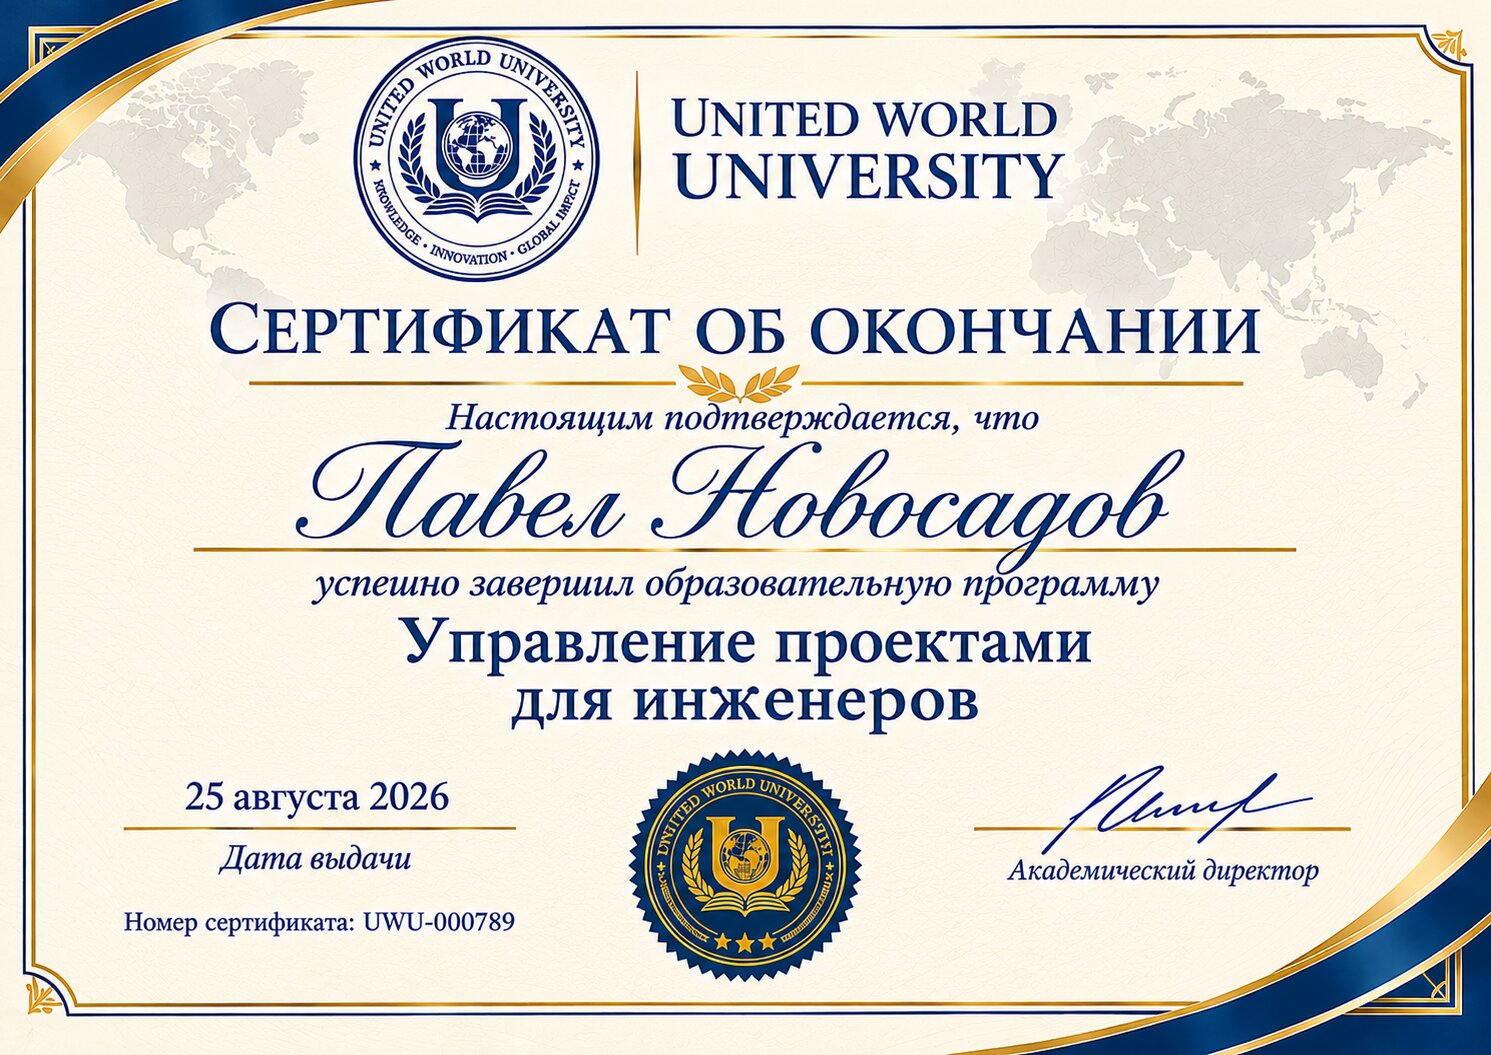 UNITED WORLD UNIVERSITY
KNOWLEDGE • INNOVATION • GLOBAL IMPACT
UNITED WORLD
UNIVERSITY
СЕРТИФИКАТ ОБ ОКОНЧАНИИ
Настоящим подтверждается, что
Павел Новосадов
успешно завершил образовательную программу
Управление проектами
для инженеров
25 августа 2026
Дата выдачи
Номер сертификата: UWU-000789
UNITED WORLD UNIVERSITY
Академический директор